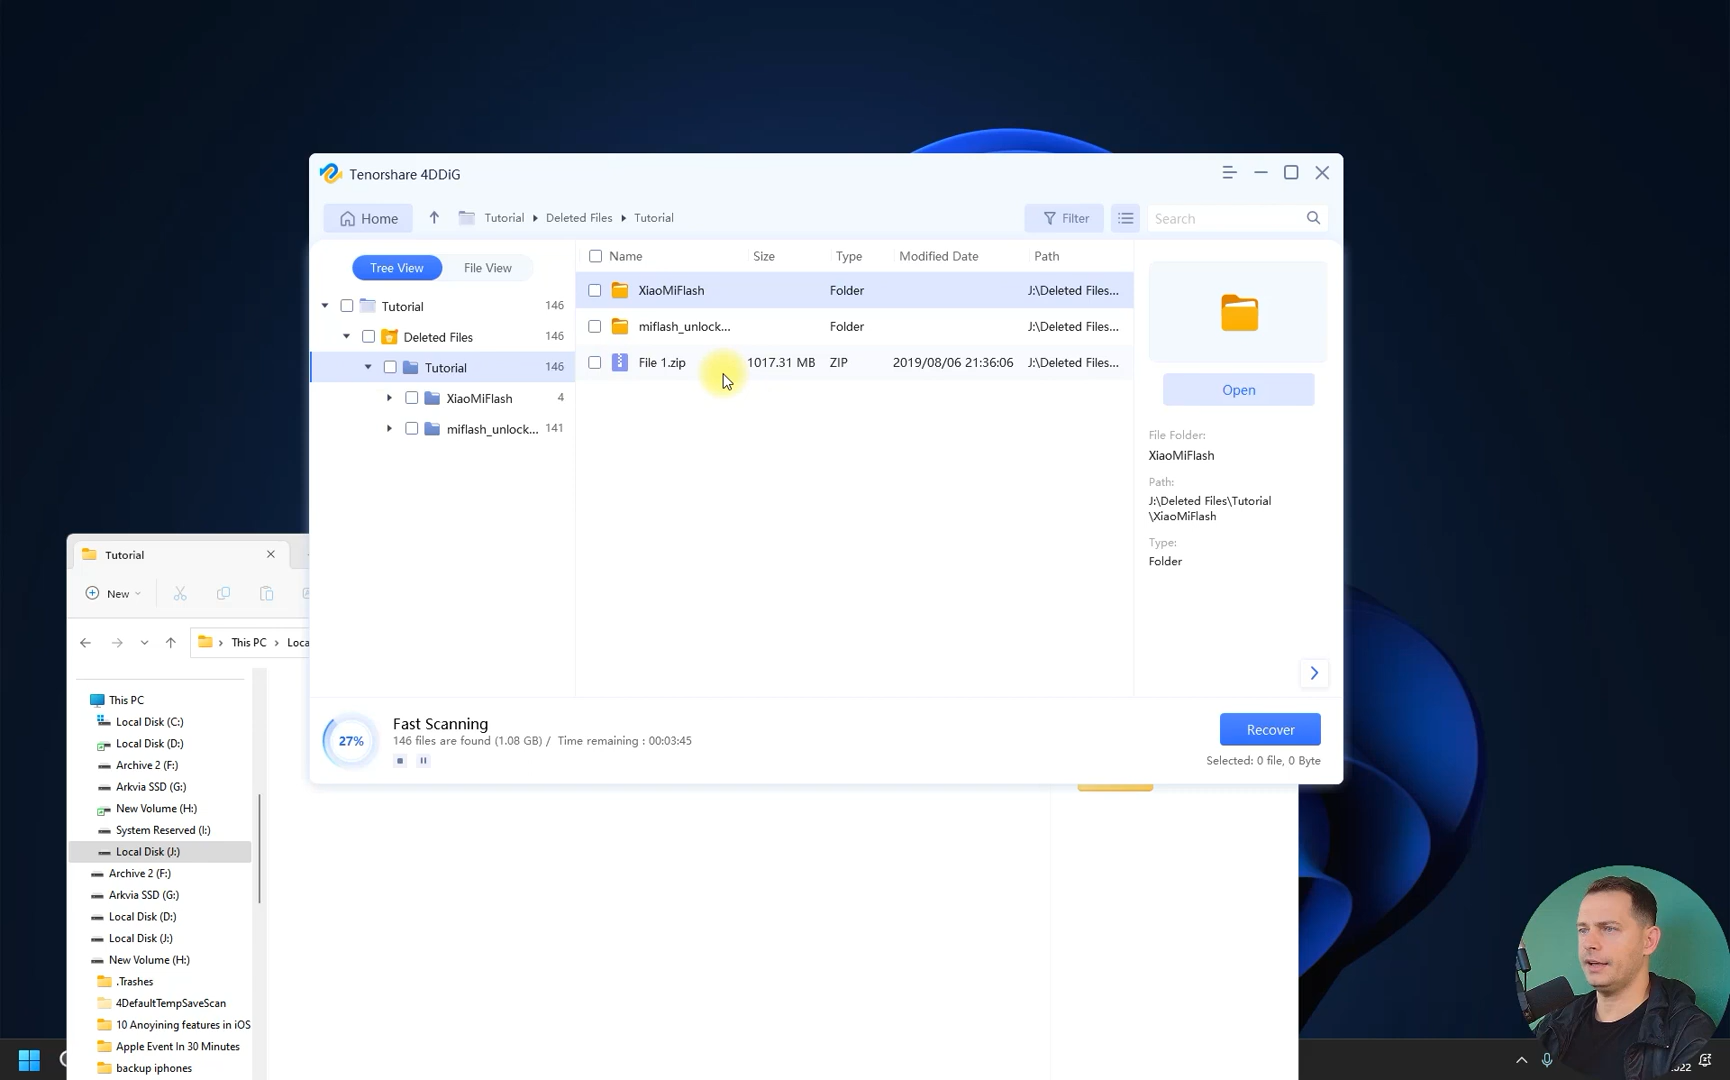 Tenorshare 4DDiG
Home
Tutorial
Deleted Files
Tutorial
Filter
Search
Tree View
File View
Tutorial 146
Deleted Files 146
Tutorial 146
XiaoMiFlash 4
miflash_unlock... 141
Name Size Type Modified Date Path
XiaoMiFlash Folder J:\Deleted Files...
miflash_unlock... Folder J:\Deleted Files...
File 1.zip 1017.31 MB ZIP 2019/08/06 21:36:06 J:\Deleted Files...
Open
File Folder:
XiaoMiFlash
Path:
J:\Deleted Files\Tutorial
\XiaoMiFlash
Type:
Folder
27%
Fast Scanning
146 files are found (1.08 GB) / Time remaining : 00:03:45
Recover
Selected: 0 file, 0 Byte
Tutorial
New
This PC
This PC
Local Disk (C:)
Local Disk (D:)
Archive 2 (F:)
Arkvia SSD (G:)
New Volume (H:)
System Reserved (I:)
Local Disk (J:)
Archive 2 (F:)
Arkvia SSD (G:)
Local Disk (D:)
Local Disk (J:)
New Volume (H:)
.Trashes
4DefaultTempSaveScan
10 Anoyining features in iOS
Apple Event In 30 Minutes
backup iphones